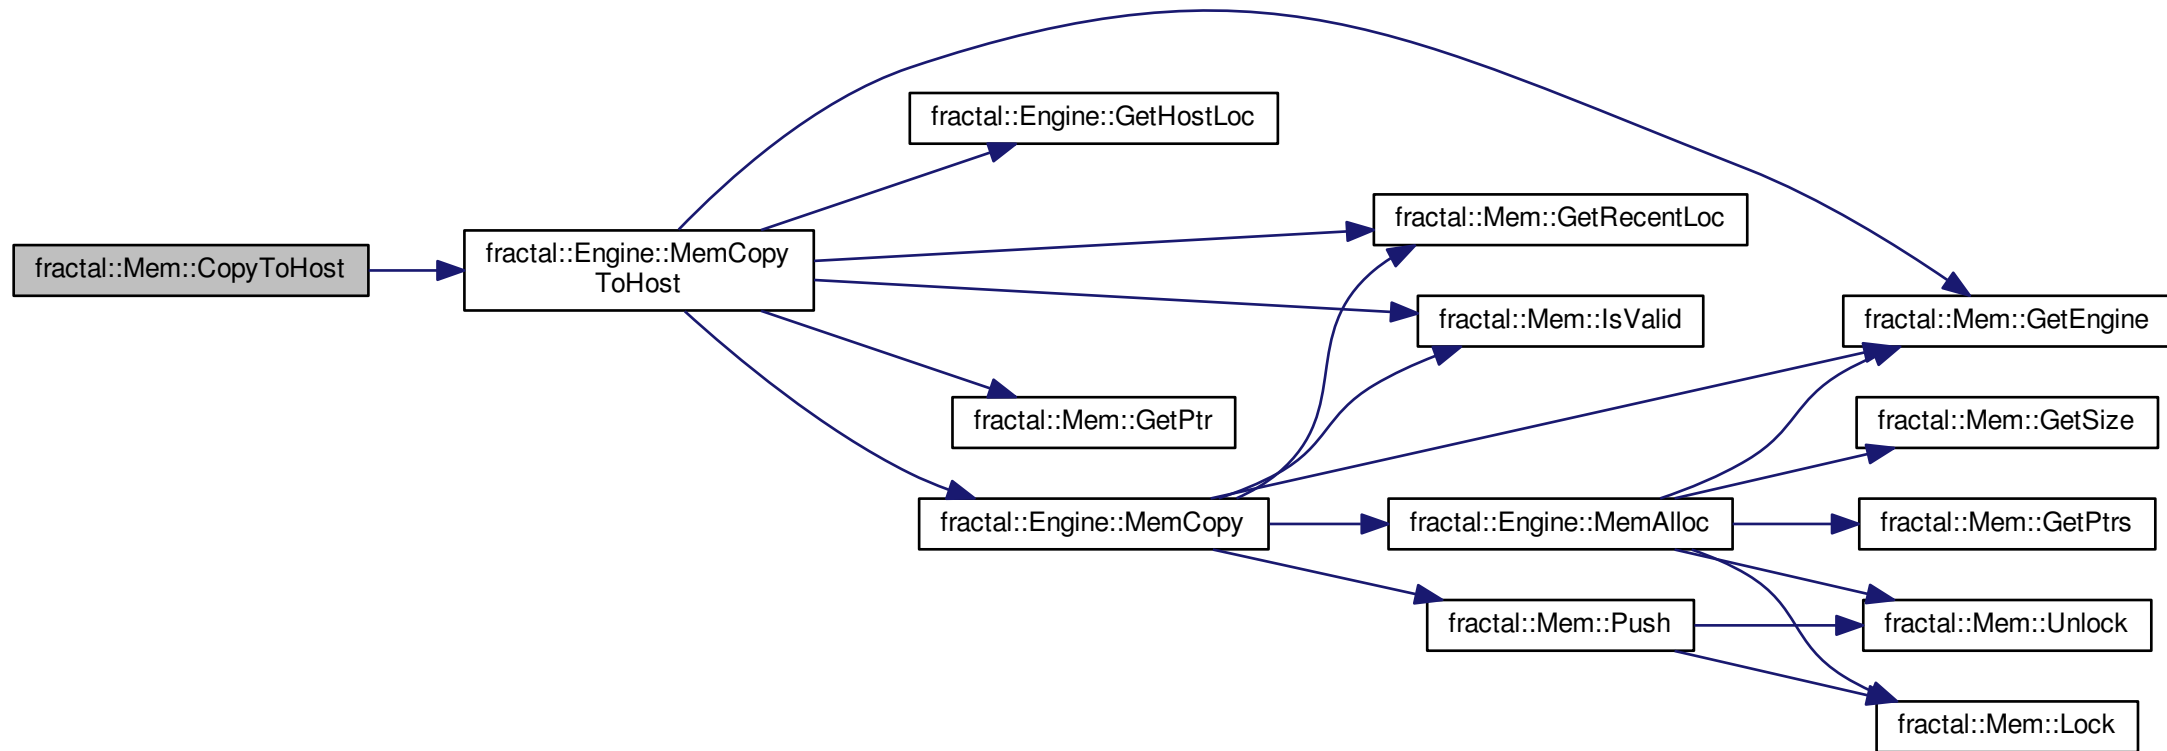 fractal::Mem::CopyToHost
fractal::Engine::MemCopy
ToHost
fractal::Engine::GetHostLoc
fractal::Mem::GetRecentLoc
fractal::Mem::IsValid
fractal::Mem::GetPtr
fractal::Engine::MemCopy
fractal::Engine::MemAlloc
fractal::Mem::Push
fractal::Mem::GetEngine
fractal::Mem::GetSize
fractal::Mem::GetPtrs
fractal::Mem::Unlock
fractal::Mem::Lock